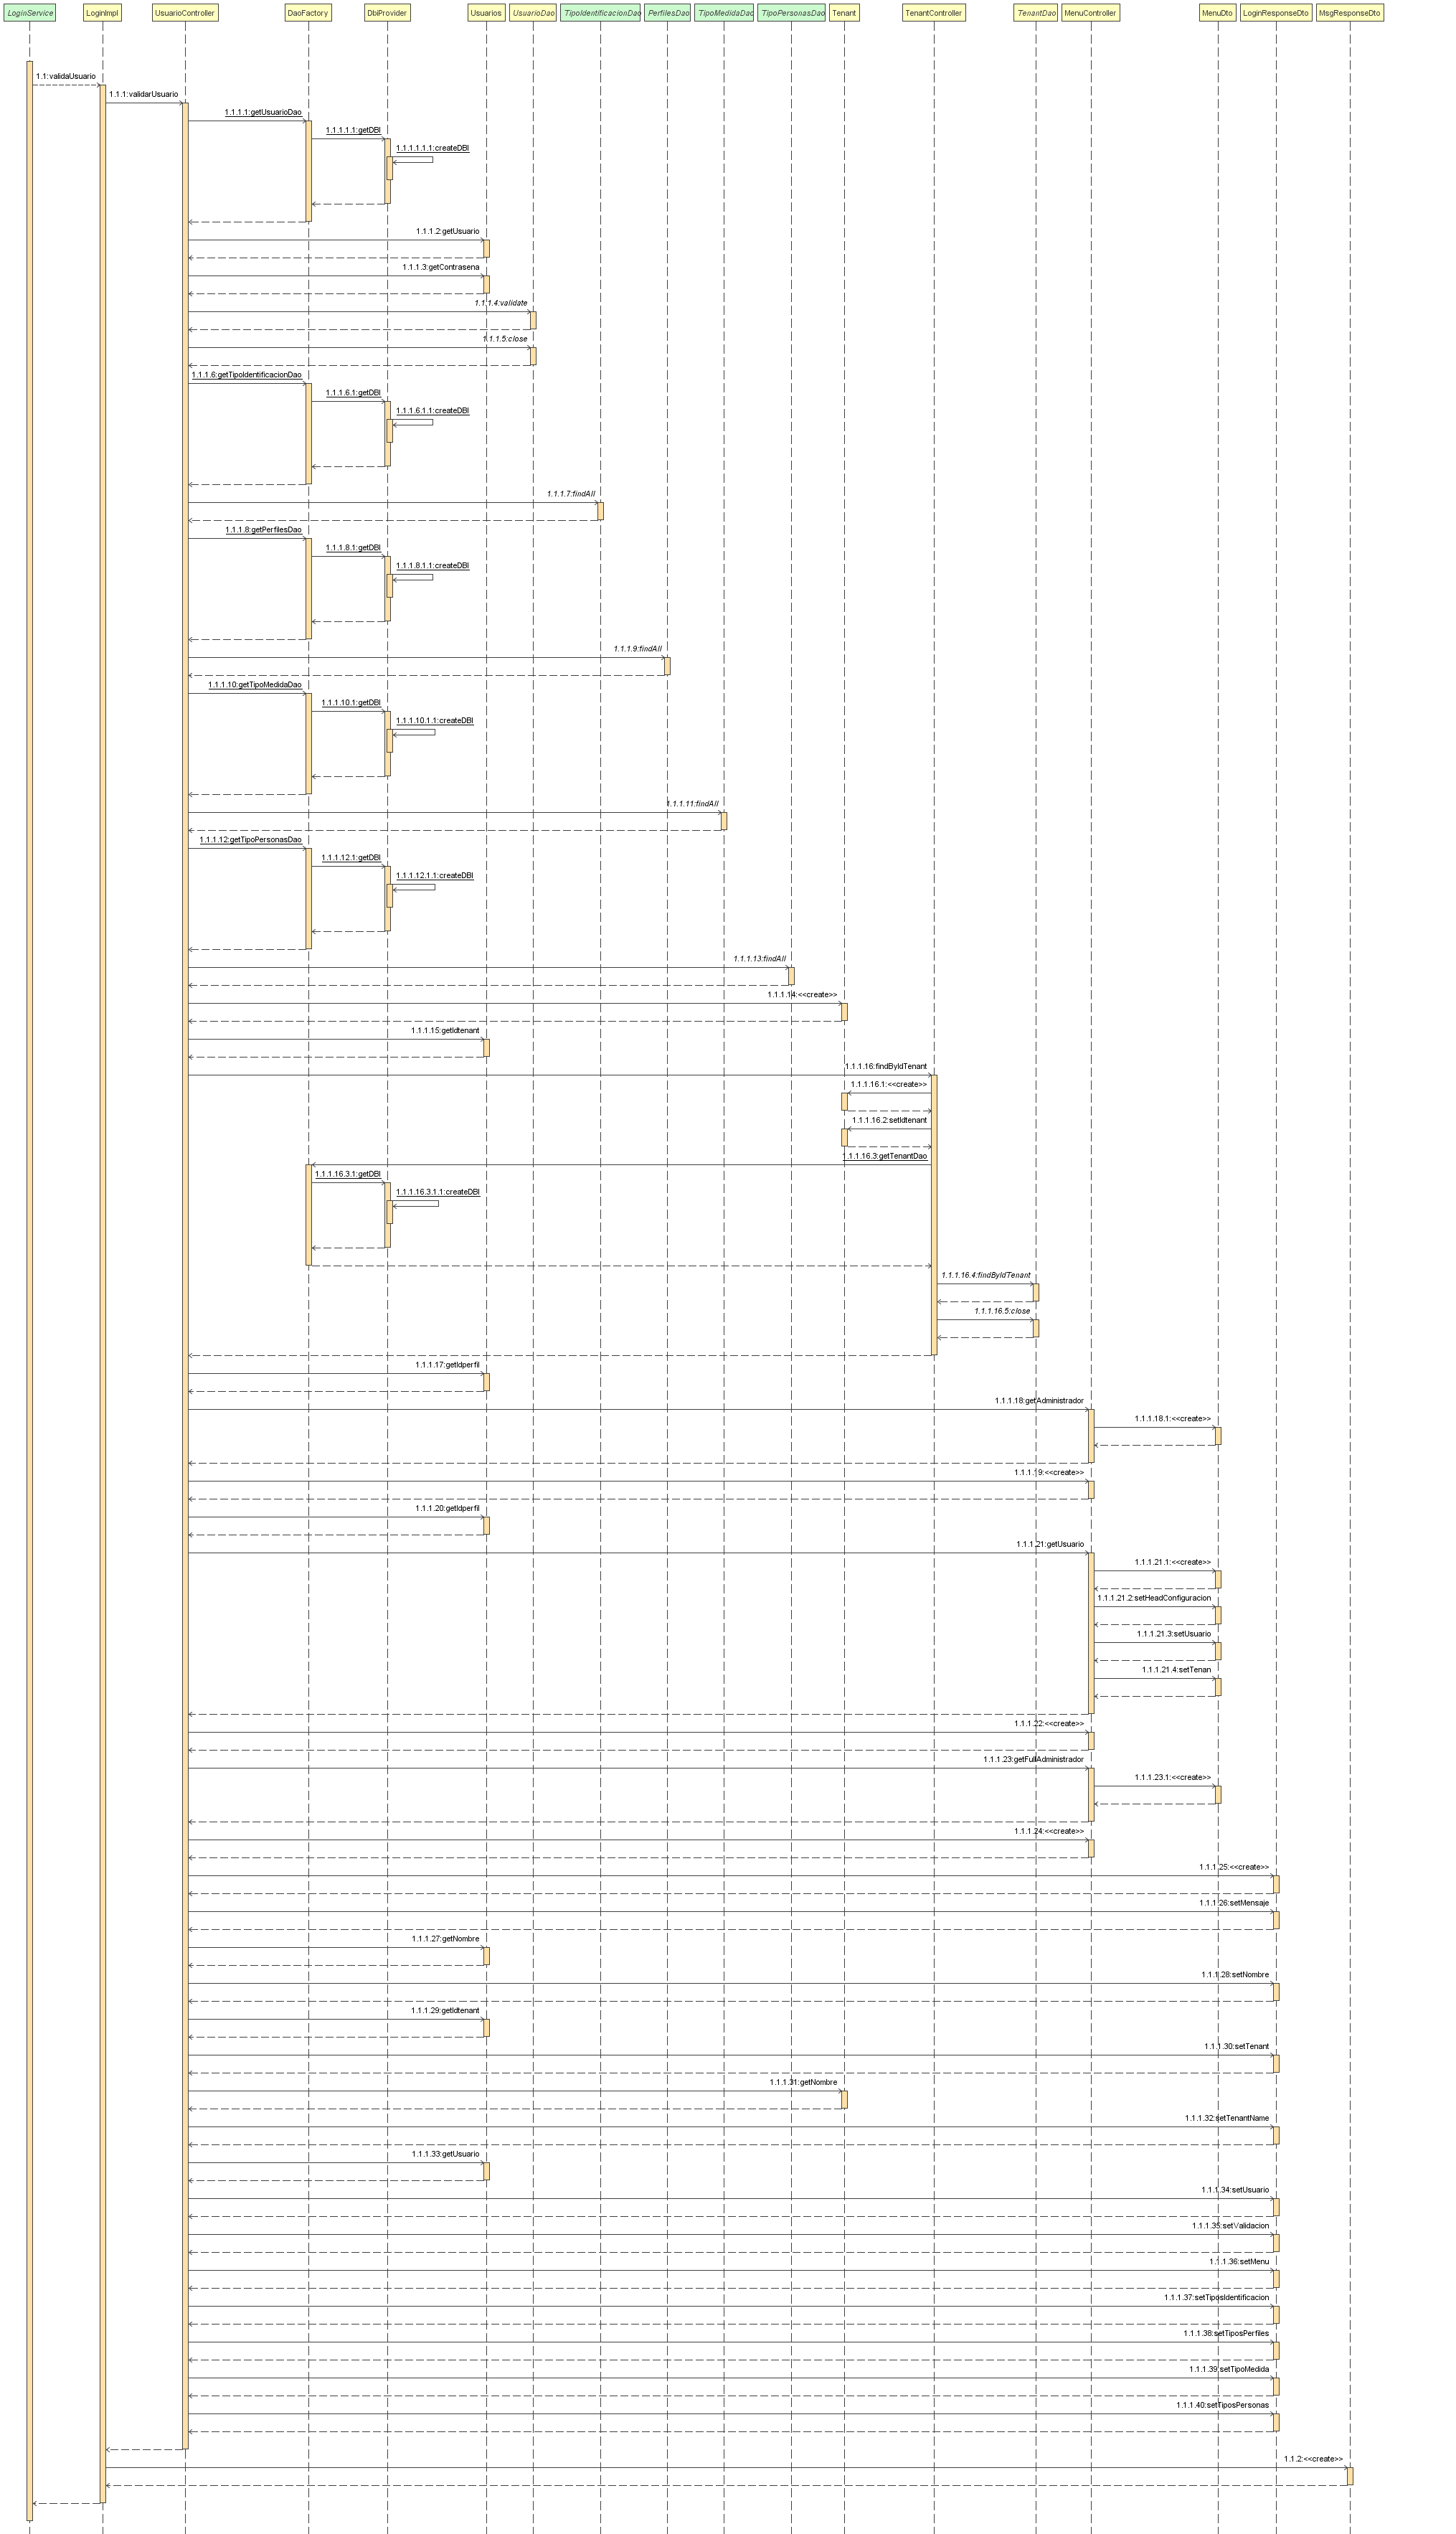 LoginService
LoginImpl
UsuarioController
DaoFactory
DbiProvider
Usuarios
UsuarioDao
TipoIdentificacionDao
PerfilesDao
TipoMedidaDao
TipoPersonasDao
Tenant
TenantController
TenantDao
MenuController
MenuDto
LoginResponseDto
MsgResponseDto
1.1:validaUsuario
1.1.1:validarUsuario
1.1.1.1:getUsuarioDao
1.1.1.1.1:getDBI
1.1.1.1.1.1:createDBI
1.1.1.2:getUsuario
1.1.1.3:getContrasena
1.1.1.4:validate
1.1.1.5:close
1.1.1.6:getTipoIdentificacionDao
1.1.1.6.1:getDBI
1.1.1.6.1.1:createDBI
1.1.1.7:findAll
1.1.1.8:getPerfilesDao
1.1.1.8.1:getDBI
1.1.1.8.1.1:createDBI
1.1.1.9:findAll
1.1.1.10:getTipoMedidaDao
1.1.1.10.1:getDBI
1.1.1.10.1.1:createDBI
1.1.1.11:findAll
1.1.1.12:getTipoPersonasDao
1.1.1.12.1:getDBI
1.1.1.12.1.1:createDBI
1.1.1.13:findAll
1.1.1.14:<<create>>
1.1.1.15:getIdtenant
1.1.1.16:findByIdTenant
1.1.1.16.1:<<create>>
1.1.1.16.2:setIdtenant
1.1.1.16.3:getTenantDao
1.1.1.16.3.1:getDBI
1.1.1.16.3.1.1:createDBI
1.1.1.16.4:findByIdTenant
1.1.1.16.5:close
1.1.1.17:getIdperfil
1.1.1.18:getAdministrador
1.1.1.18.1:<<create>>
1.1.1.19:<<create>>
1.1.1.20:getIdperfil
1.1.1.21:getUsuario
1.1.1.21.1:<<create>>
1.1.1.21.2:setHeadConfiguracion
1.1.1.21.3:setUsuario
1.1.1.21.4:setTenan
1.1.1.22:<<create>>
1.1.1.23:getFullAdministrador
1.1.1.23.1:<<create>>
1.1.1.24:<<create>>
1.1.1.25:<<create>>
1.1.1.26:setMensaje
1.1.1.27:getNombre
1.1.1.28:setNombre
1.1.1.29:getIdtenant
1.1.1.30:setTenant
1.1.1.31:getNombre
1.1.1.32:setTenantName
1.1.1.33:getUsuario
1.1.1.34:setUsuario
1.1.1.35:setValidacion
1.1.1.36:setMenu
1.1.1.37:setTiposIdentificacion
1.1.1.38:setTiposPerfiles
1.1.1.39:setTipoMedida
1.1.1.40:setTiposPersonas
1.1.2:<<create>>